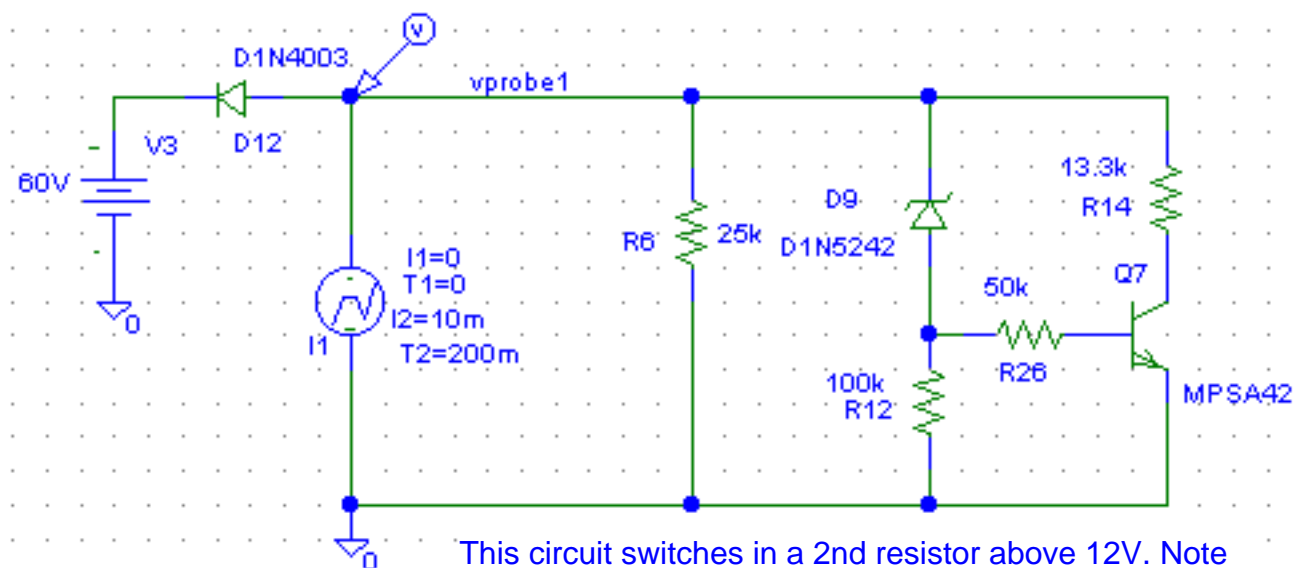 v
D1N4003
vprobe1
V3
D12
60V
13.3k
R14
D9
D1N5242
R6
25k
I1=0
T1=0
I2=10m
T2=200m
I1
50k
R26
Q7
100k
R12
MPSA42
0
0
This circuit switches in a 2nd resistor above 12V. Note